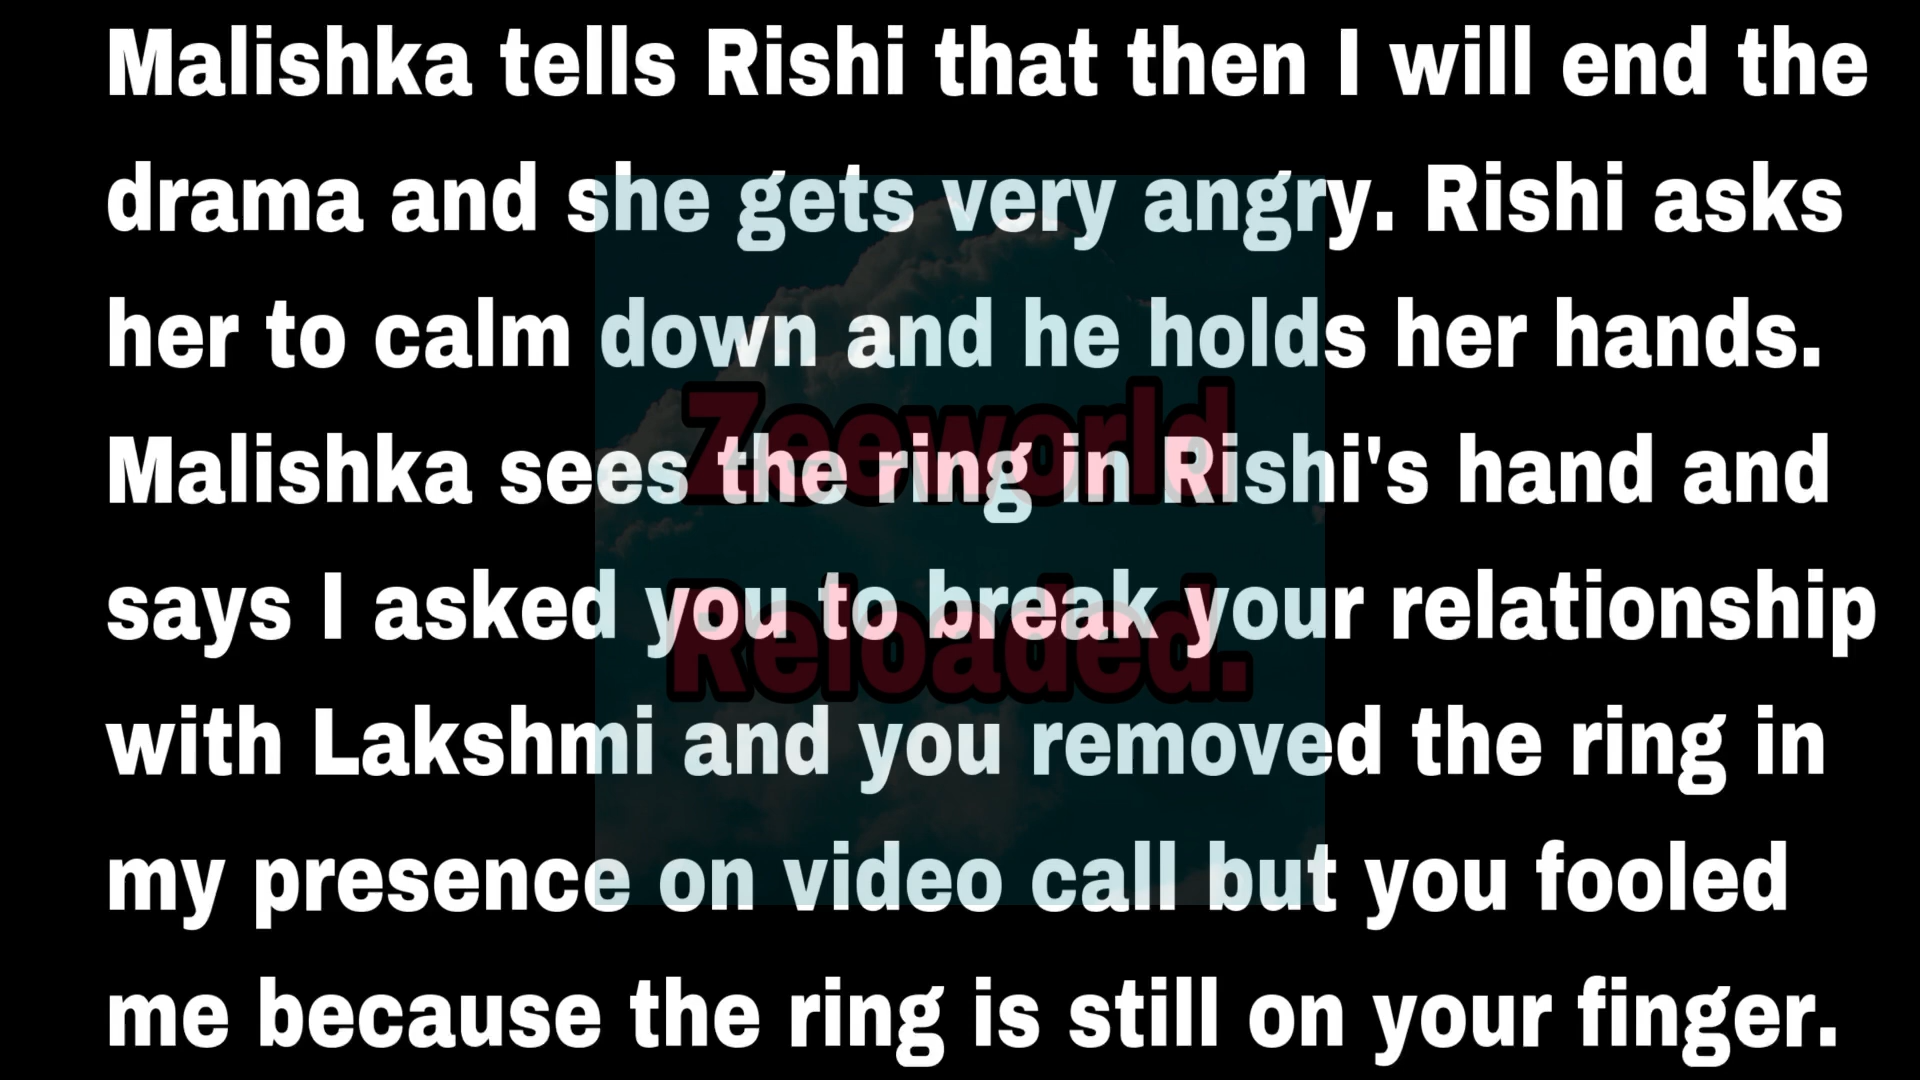 Malishka tells Rishi that then I will end the
drama and she gets very angry. Rishi asks
her to calm down and he holds her hands.
Malishka sees the ring in Rishi's hand and
says I asked you to break your relationship
with Lakshmi and you removed the ring in
my presence on video call but you fooled
me because the ring is still on your finger.
Zeeworld
Reloaded.